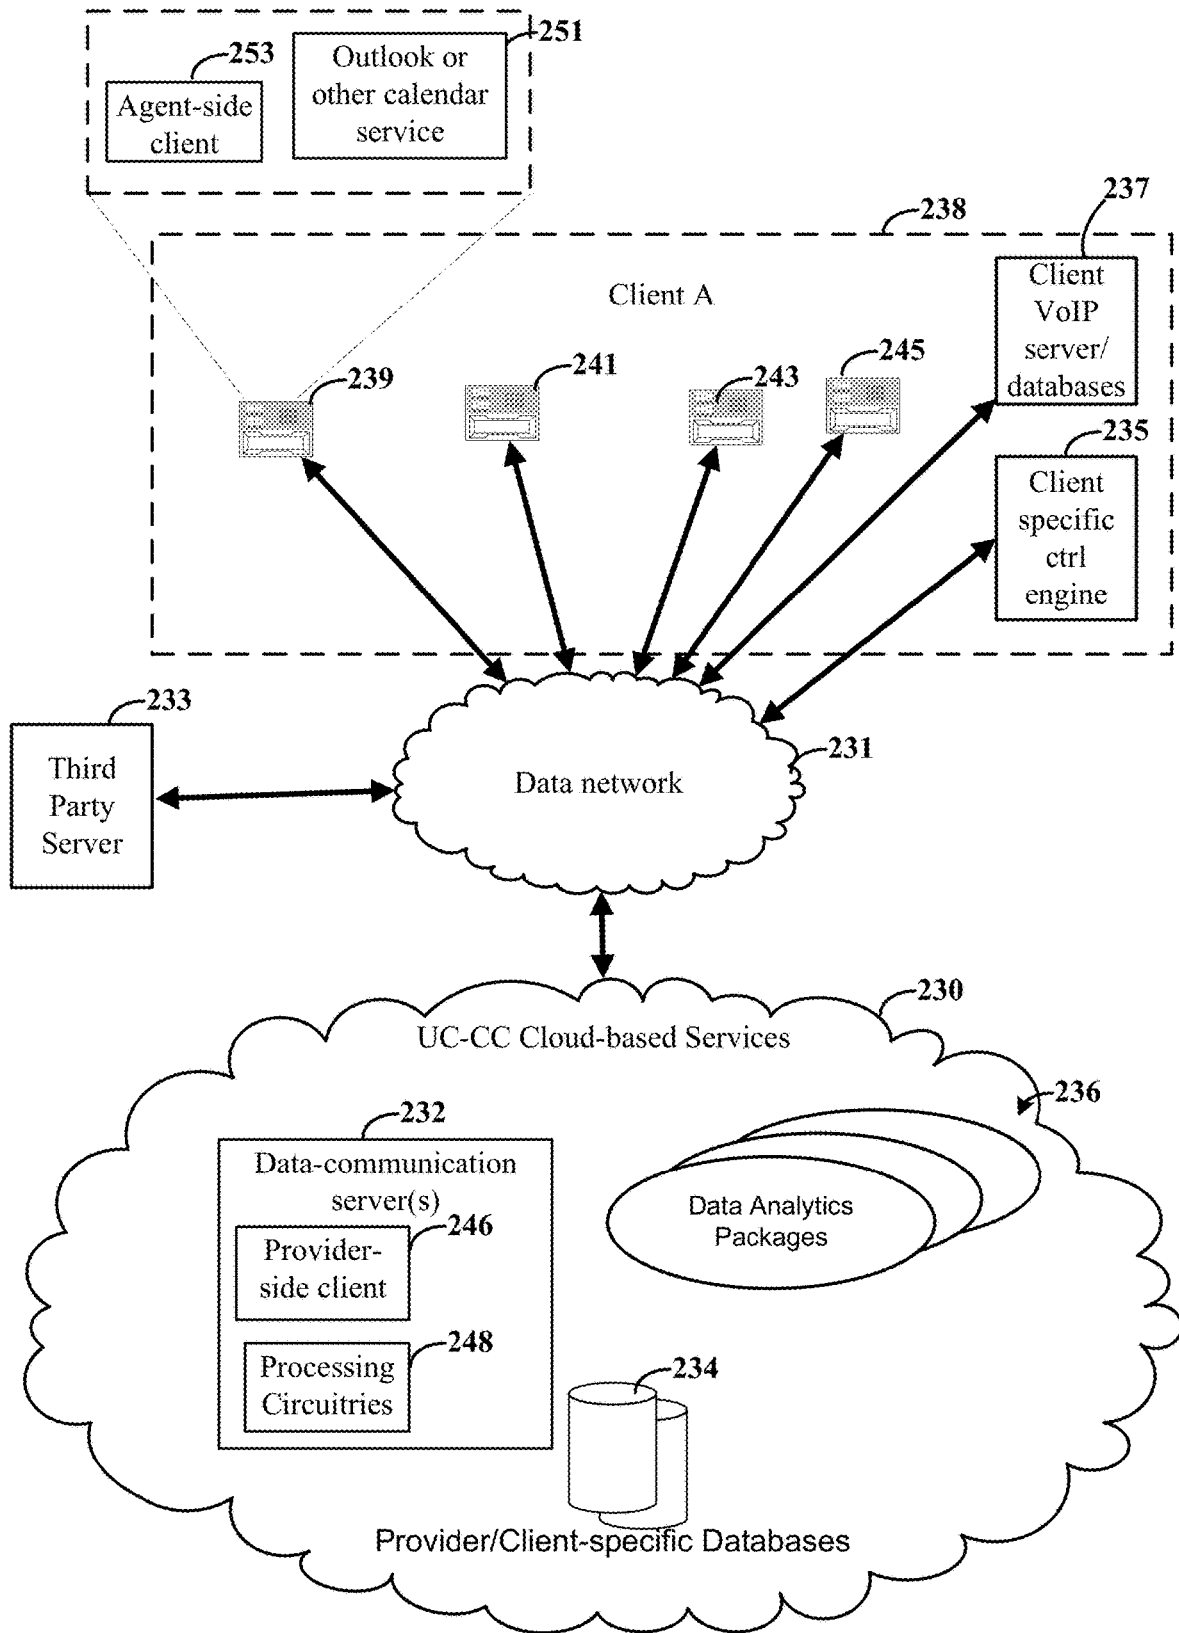 251
253
Outlook or
other calendar
service
Agent-side
client
238
237
Client A
Client
VoIP
server/
databases
239
241
243
245
235
Client
specific
ctrl
engine
233
Third
Party
Server
231
Data network
230
UC-CC Cloud-based Services
236
232
Data-communication
server(s)
246
Provider-
side client
248
Processing
Circuitries
Data Analytics
Packages
234
Provider/Client-specific Databases